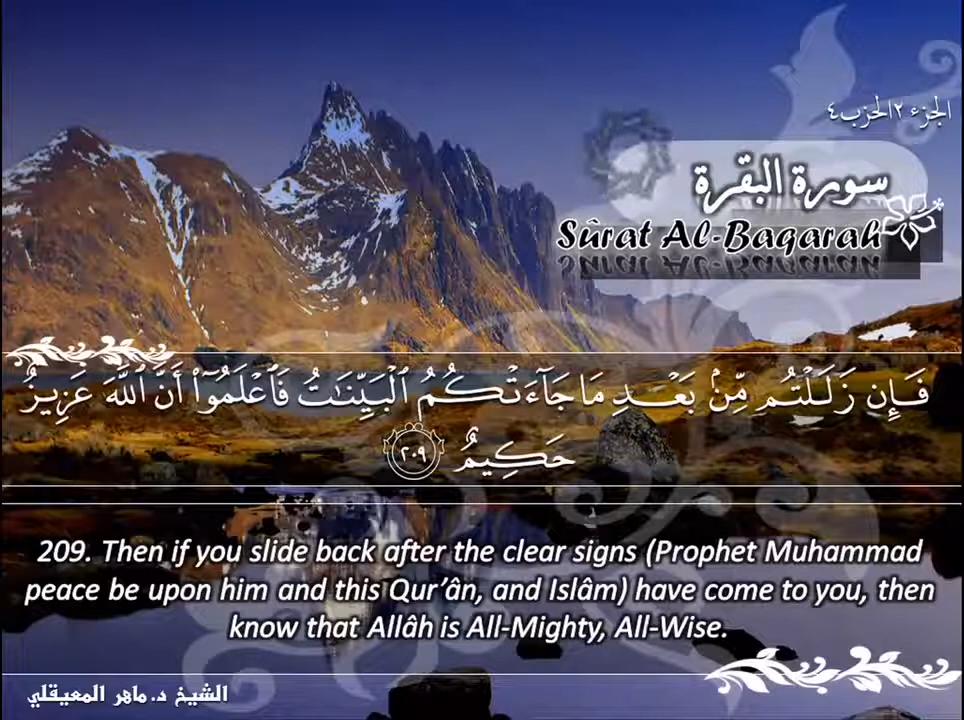 الجزء ٢ الحزب ٤
سورة البقرة
Sûrat Al-Baqarah
فَإِن زَلَلْتُم مِّنۢ بَعْدِ مَا جَآءَتْكُمُ ٱلْبَيِّنَٰتُ فَٱعْلَمُوٓا۟ أَنَّ ٱللَّهَ عَزِيزٌ
حَكِيمٌ ٢٠٩
209. Then if you slide back after the clear signs (Prophet Muhammad
peace be upon him and this Qur’ân, and Islâm) have come to you, then
know that Allâh is All-Mighty, All-Wise.
الشيخ د. ماهر المعيقلي